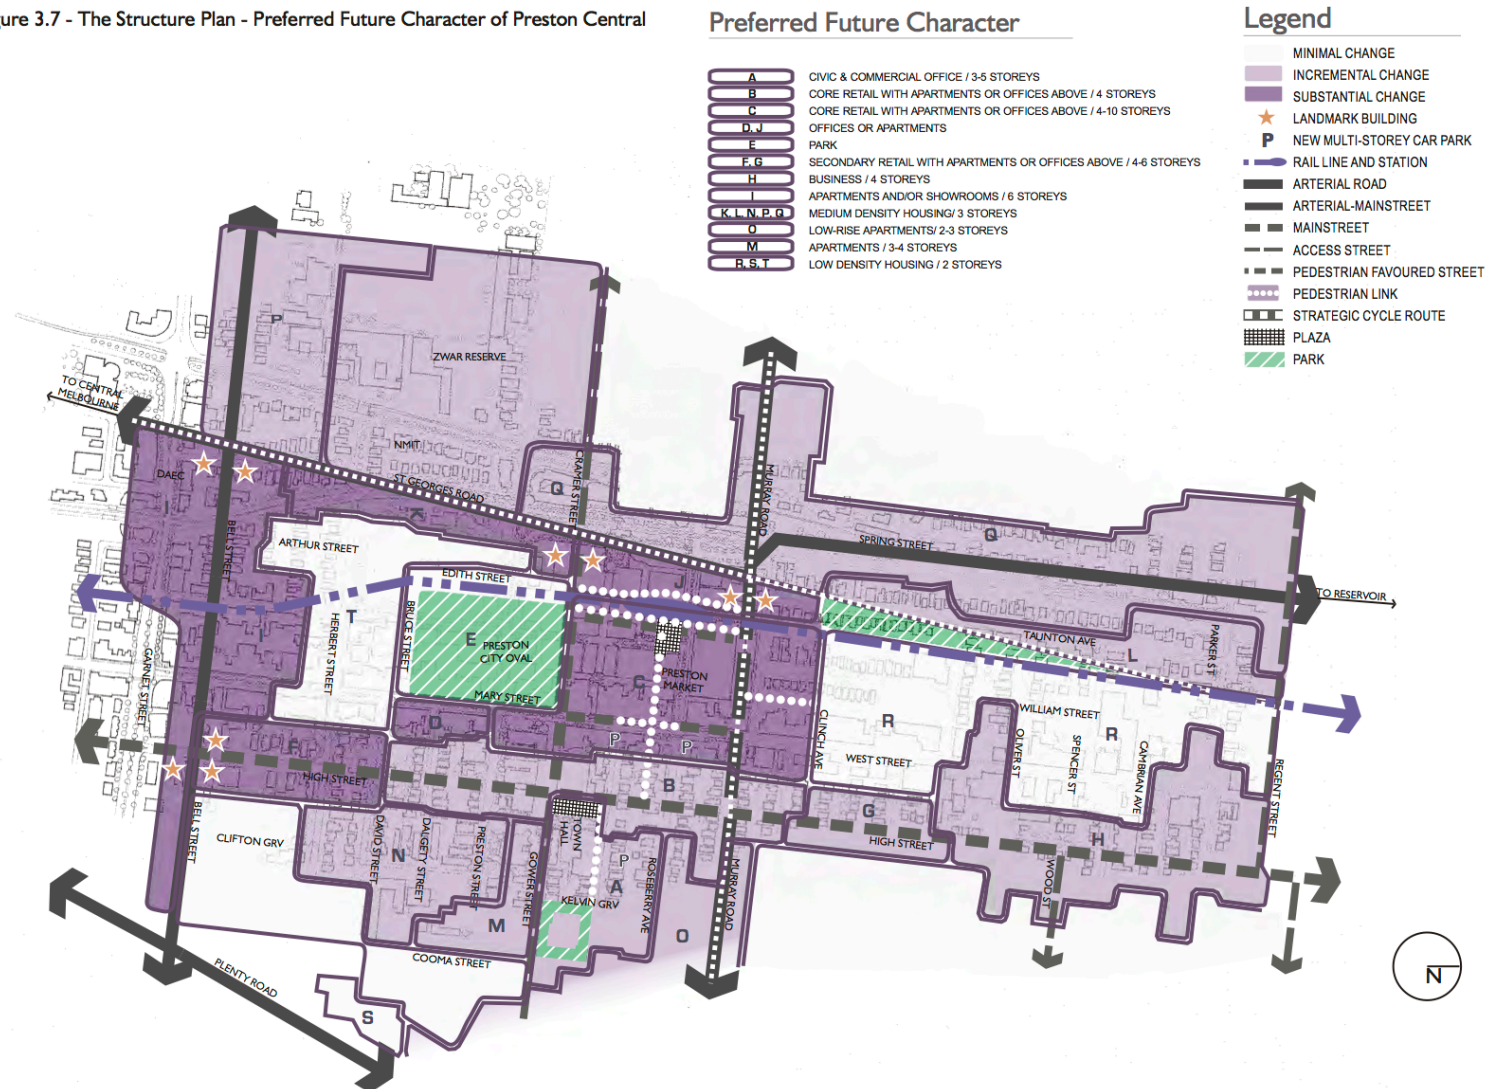 gure 3.7 - The Structure Plan - Preferred Future Character of Preston Central
Preferred Future Character
A CIVIC & COMMERCIAL OFFICE / 3-5 STOREYS
B CORE RETAIL WITH APARTMENTS OR OFFICES ABOVE / 4 STOREYS
C CORE RETAIL WITH APARTMENTS OR OFFICES ABOVE / 4-10 STOREYS
D, J OFFICES OR APARTMENTS
E PARK
F, G SECONDARY RETAIL WITH APARTMENTS OR OFFICES ABOVE / 4-6 STOREYS
H BUSINESS / 4 STOREYS
I APARTMENTS AND/OR SHOWROOMS / 6 STOREYS
K, L, N, P, Q MEDIUM DENSITY HOUSING/ 3 STOREYS
O LOW-RISE APARTMENTS/ 2-3 STOREYS
M APARTMENTS / 3-4 STOREYS
R, S, T LOW DENSITY HOUSING / 2 STOREYS
Legend
MINIMAL CHANGE
INCREMENTAL CHANGE
SUBSTANTIAL CHANGE
LANDMARK BUILDING
P NEW MULTI-STOREY CAR PARK
RAIL LINE AND STATION
ARTERIAL ROAD
ARTERIAL-MAINSTREET
MAINSTREET
ACCESS STREET
PEDESTRIAN FAVOURED STREET
PEDESTRIAN LINK
STRATEGIC CYCLE ROUTE
PLAZA
PARK
P
ZWAR RESERVE
TO CENTRAL
MELBOURNE
NMIT
DAEC
ST GEORGES ROAD
CRAMER STREET
Q
MURRAY ROAD
I
K
BELL STREET
ARTHUR STREET
SPRING STREET
Q
EDITH STREET
J
TO RESERVOIR
T
HERBERT STREET
BRUCE STREET
E
PRESTON
CITY OVAL
I
TAUNTON AVE
L
PARKER ST
GARNET STREET
C
PRESTON
MARKET
MARY STREET
D
CLINCH AVE
R
WILLIAM STREET
R
OLIVER ST
SPENCER ST
CAMBRIAN AVE
REGENT STREET
F
P
P
WEST STREET
HIGH STREET
B
G
HIGH STREET
H
BELL STREET
CLIFTON GRV
DAVID STREET
N
DALGETY STREET
PRESTON STREET
GOWER STREET
TOWN
HALL
P
A
ROSEBERRY AVE
MURRAY ROAD
WOOD ST
KELVIN GRV
M
O
COOMA STREET
PLENTY ROAD
S
N